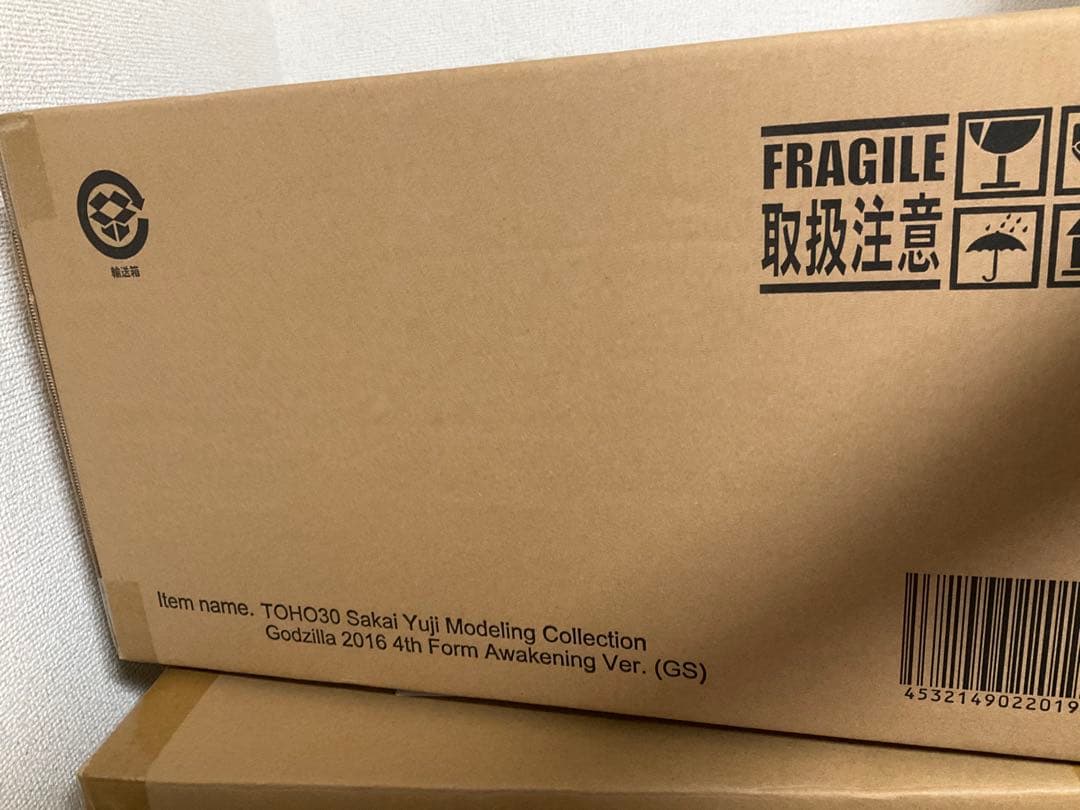 FRAGILE
取扱注意
輸送箱
Item name. TOHO30 Sakai Yuji Modeling Collection
Godzilla 2016 4th Form Awakening Ver. (GS)
4532149022019